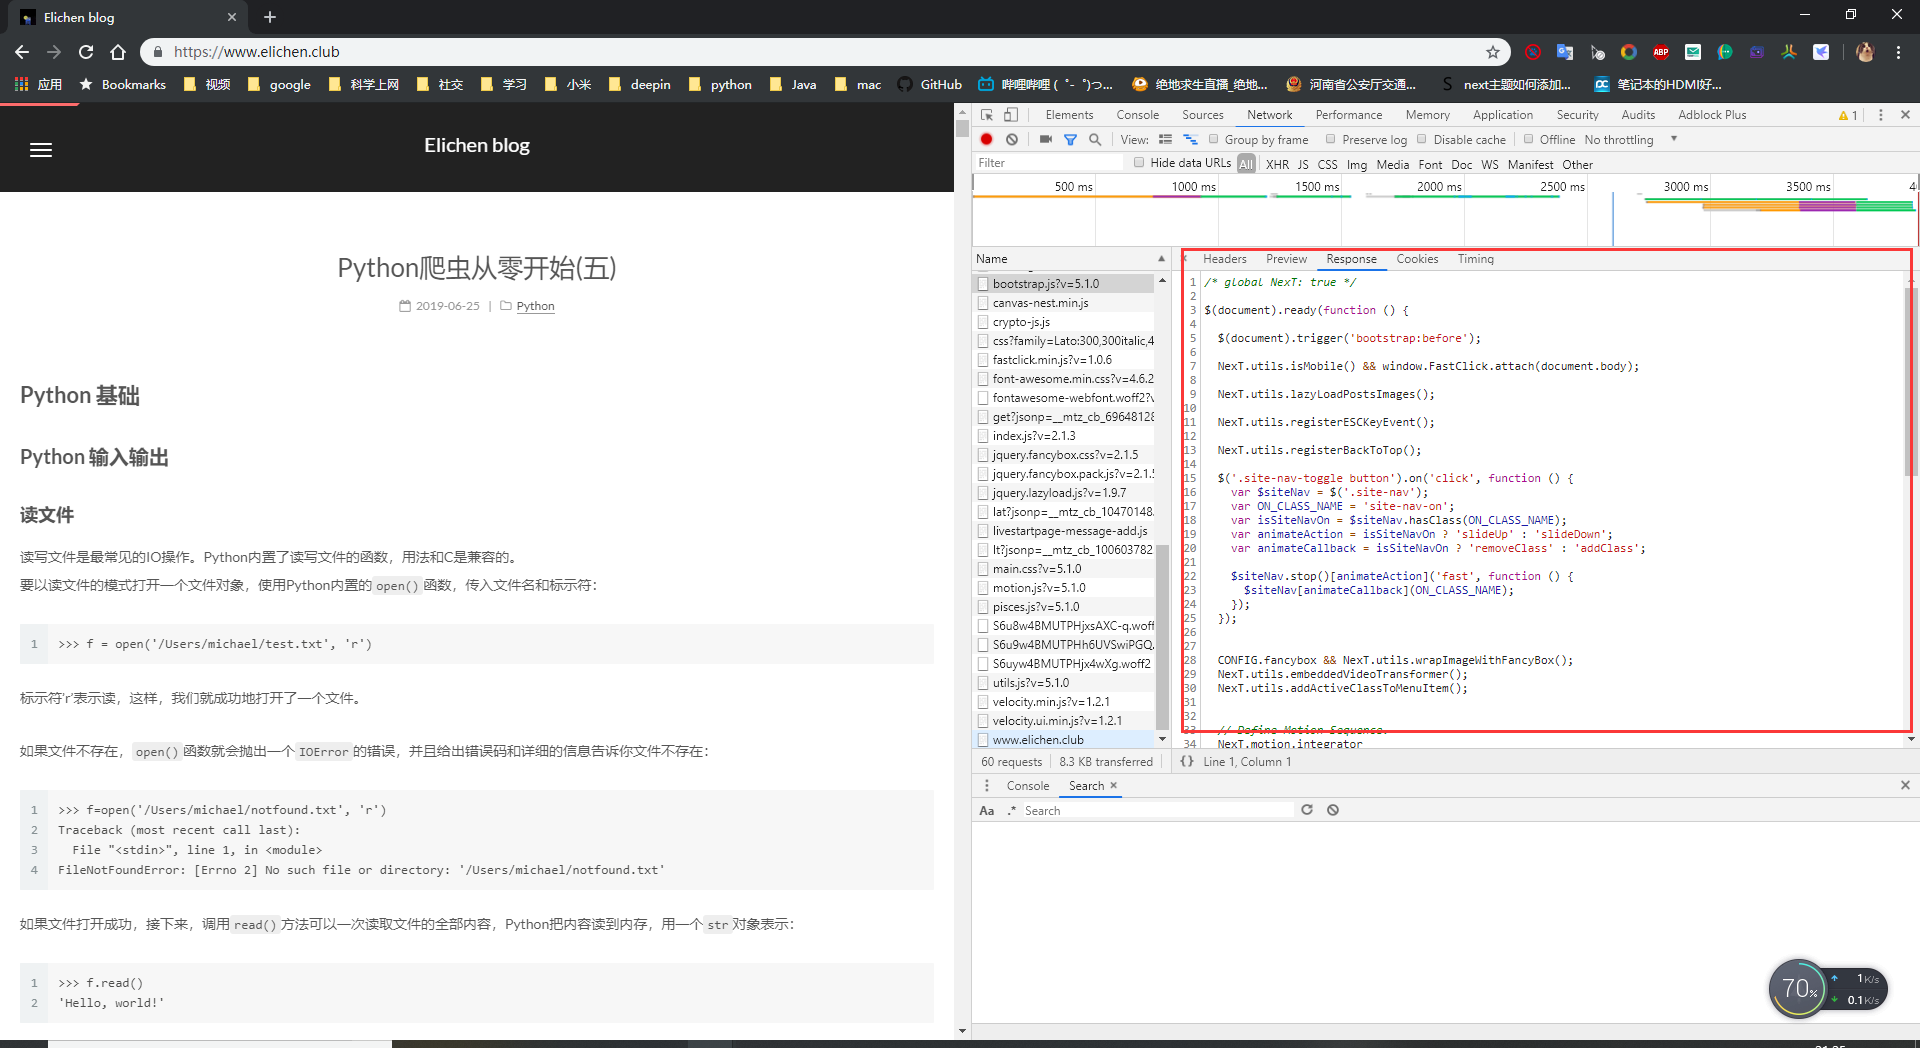 Elichen blog
https://www.elichen.club
应用 Bookmarks 视频 google 科学上网 社交 学习 小米 deepin python Java mac GitHub 哔哩哔哩 ( ゜- ゜)つ... 绝地求生直播_绝地... 河南省公安厅交通... next主题如何添加... 笔记本的HDMI好...
Elichen blog
Python爬虫从零开始(五)
2019-06-25 | Python
Python 基础
Python 输入输出
读文件
读写文件是最常见的IO操作。Python内置了读写文件的函数，用法和C是兼容的。
要以读文件的模式打开一个文件对象，使用Python内置的open()函数，传入文件名和标示符：
1 >>> f = open('/Users/michael/test.txt', 'r')
标示符'r'表示读，这样，我们就成功地打开了一个文件。
如果文件不存在，open()函数就会抛出一个IOError的错误，并且给出错误码和详细的信息告诉你文件不存在：
1 >>> f=open('/Users/michael/notfound.txt', 'r')
2 Traceback (most recent call last):
3   File "<stdin>", line 1, in <module>
4 FileNotFoundError: [Errno 2] No such file or directory: '/Users/michael/notfound.txt'
如果文件打开成功，接下来，调用read()方法可以一次读取文件的全部内容，Python把内容读到内存，用一个str对象表示：
1 >>> f.read()
2 'Hello, world!'
Elements Console Sources Network Performance Memory Application Security Audits Adblock Plus 1
View: Group by frame Preserve log Disable cache Offline No throttling
Filter Hide data URLs All XHR JS CSS Img Media Font Doc WS Manifest Other
500 ms 1000 ms 1500 ms 2000 ms 2500 ms 3000 ms 3500 ms 4
Name
bootstrap.js?v=5.1.0
canvas-nest.min.js
crypto-js.js
css?family=Lato:300,300italic,4
fastclick.min.js?v=1.0.6
font-awesome.min.css?v=4.6.2
fontawesome-webfont.woff2?v
get?jsonp=__mtz_cb_69648128
index.js?v=2.1.3
jquery.fancybox.css?v=2.1.5
jquery.fancybox.pack.js?v=2.1.5
jquery.lazyload.js?v=1.9.7
lat?jsonp=__mtz_cb_10470148.
livestartpage-message-add.js
lt?jsonp=__mtz_cb_100603782
main.css?v=5.1.0
motion.js?v=5.1.0
pisces.js?v=5.1.0
S6u8w4BMUTPHjxsAXC-q.woff
S6u9w4BMUTPHh6UVSwiPGQ.
S6uyw4BMUTPHjx4wXg.woff2
utils.js?v=5.1.0
velocity.min.js?v=1.2.1
velocity.ui.min.js?v=1.2.1
www.elichen.club
60 requests 8.3 KB transferred
Headers Preview Response Cookies Timing
1 /* global NexT: true */
2
3 $(document).ready(function () {
4
5   $(document).trigger('bootstrap:before');
6
7   NexT.utils.isMobile() && window.FastClick.attach(document.body);
8
9   NexT.utils.lazyLoadPostsImages();
10
11   NexT.utils.registerESCKeyEvent();
12
13   NexT.utils.registerBackToTop();
14
15   $('.site-nav-toggle button').on('click', function () {
16     var $siteNav = $('.site-nav');
17     var ON_CLASS_NAME = 'site-nav-on';
18     var isSiteNavOn = $siteNav.hasClass(ON_CLASS_NAME);
19     var animateAction = isSiteNavOn ? 'slideUp' : 'slideDown';
20     var animateCallback = isSiteNavOn ? 'removeClass' : 'addClass';
21
22     $siteNav.stop()[animateAction]('fast', function () {
23       $siteNav[animateCallback](ON_CLASS_NAME);
24     });
25   });
26
27
28   CONFIG.fancybox && NexT.utils.wrapImageWithFancyBox();
29   NexT.utils.embeddedVideoTransformer();
30   NexT.utils.addActiveClassToMenuItem();
31
32
33   // Define Motion Sequence.
34   NexT.motion.integrator
{} Line 1, Column 1
Console Search
Aa .* Search
70% 1 K/s
0.1 K/s